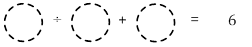 ÷ + = 6